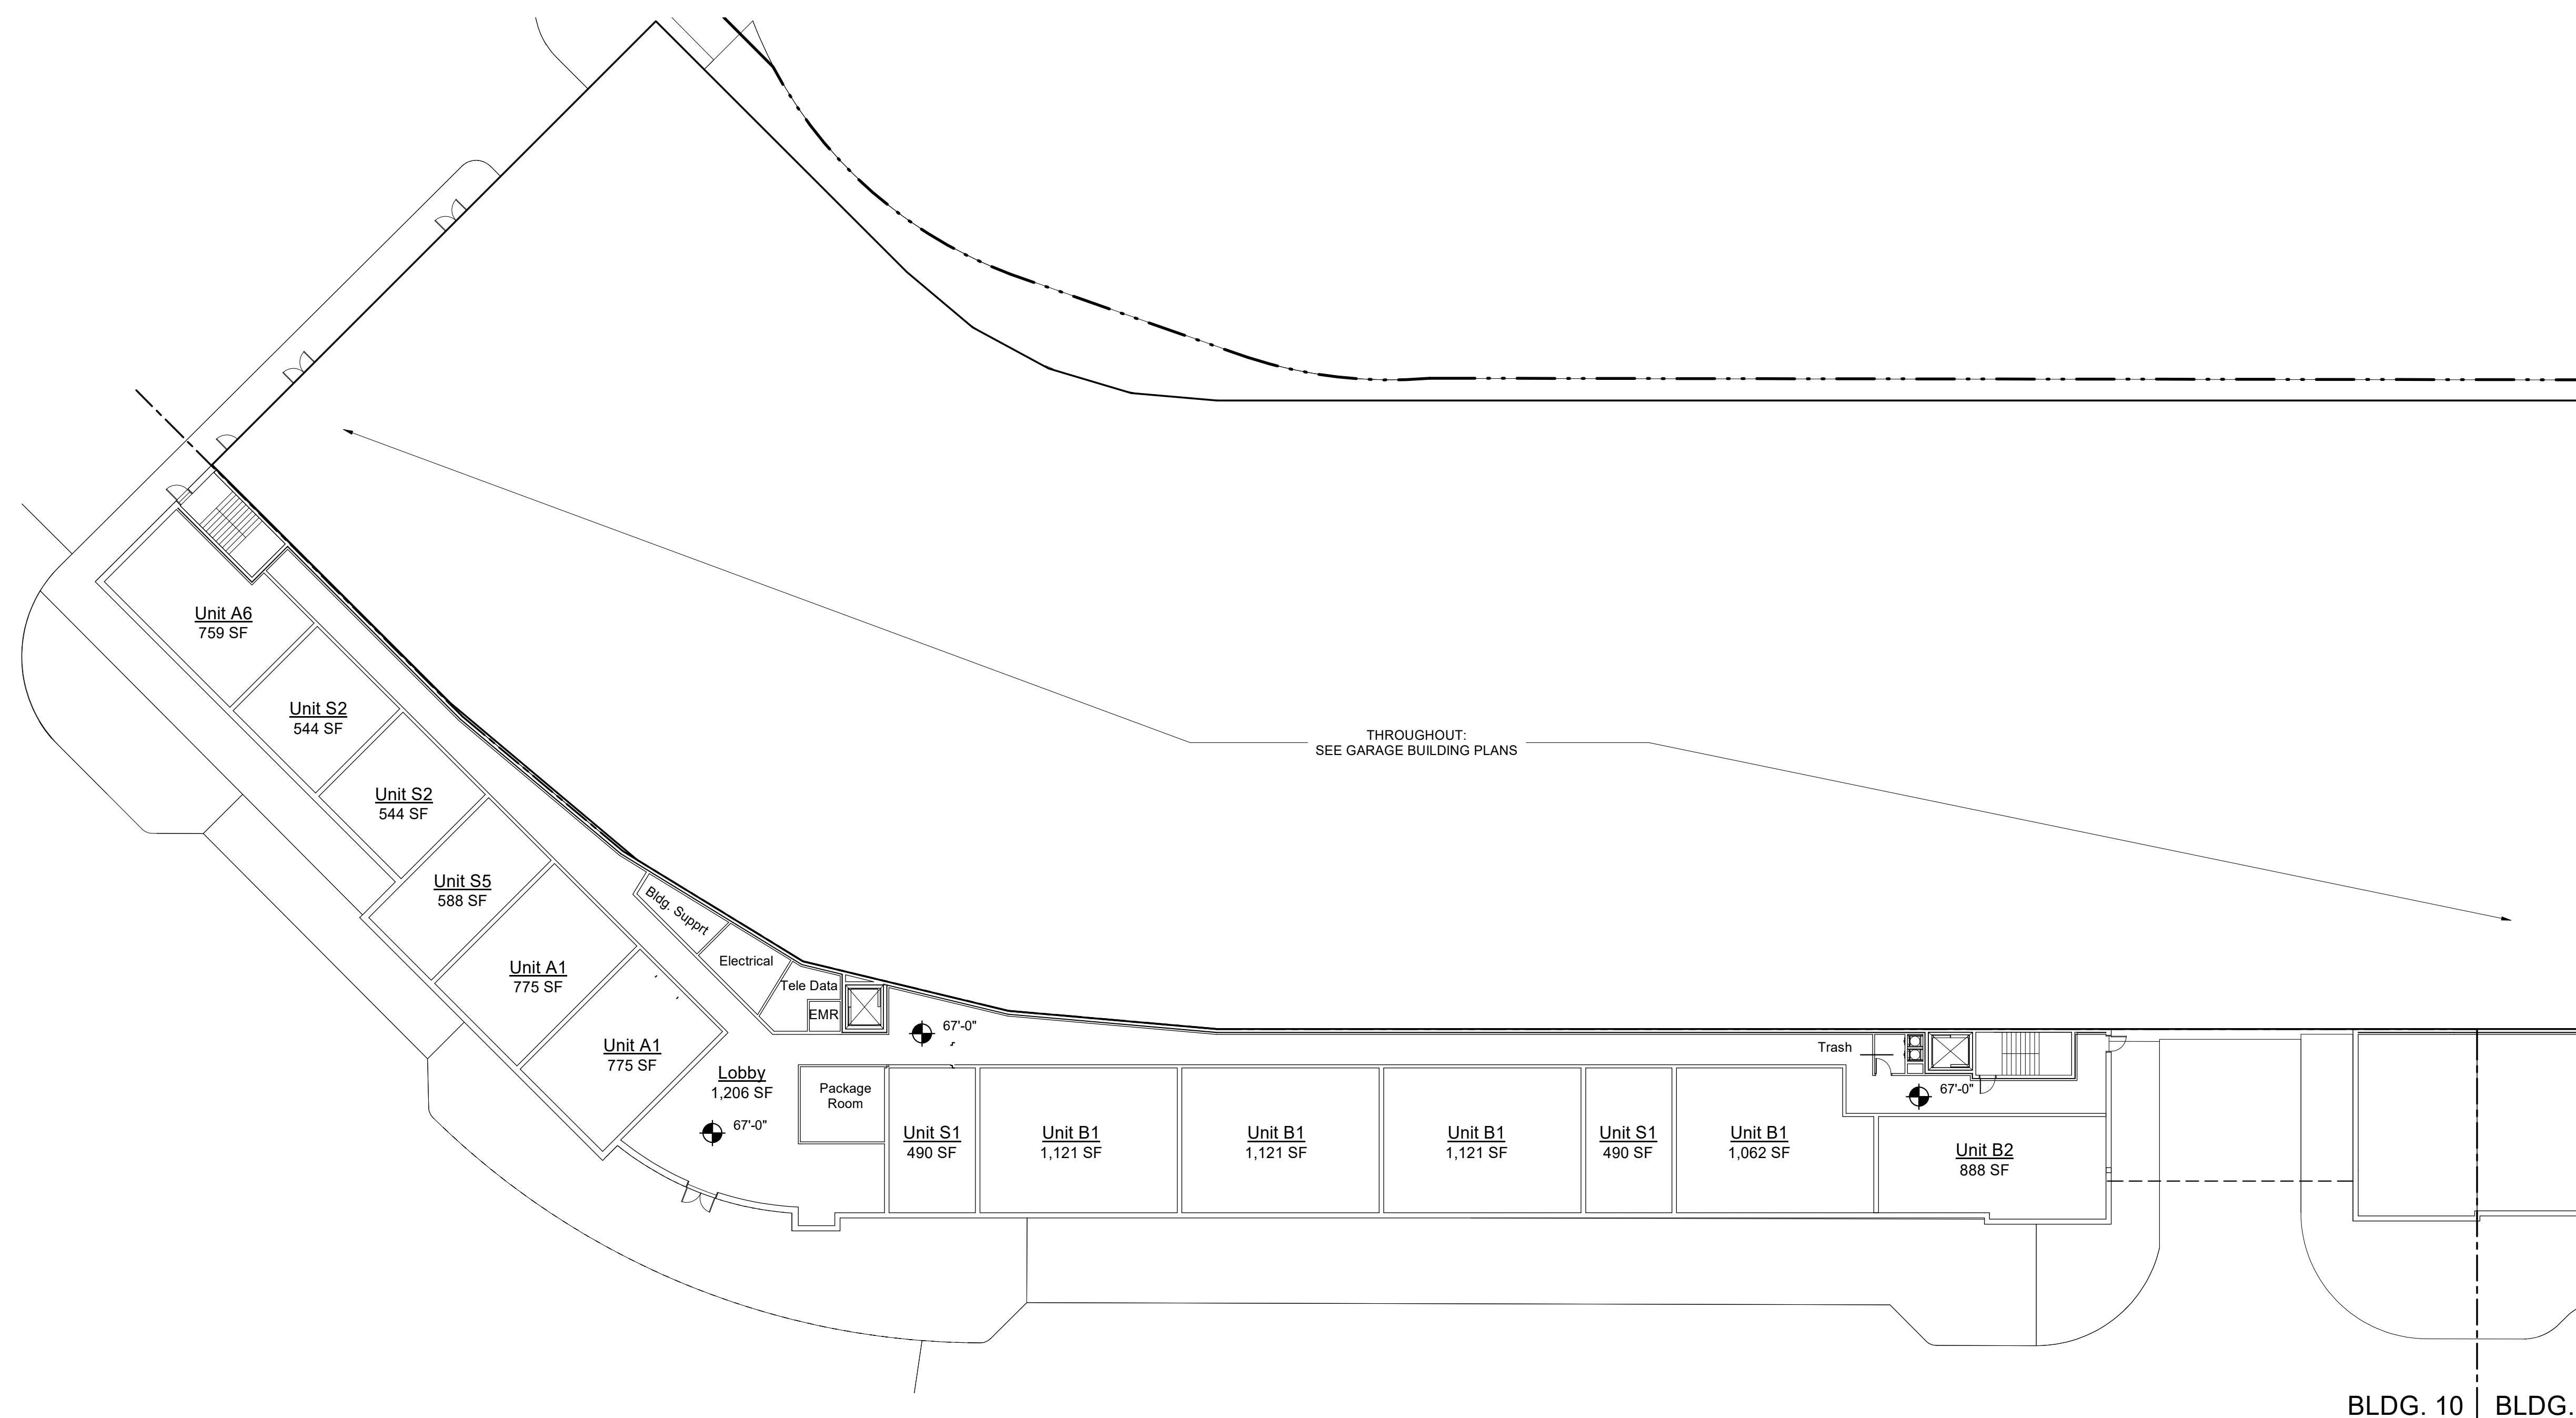 THROUGHOUT:
SEE GARAGE BUILDING PLANS
Unit A6
759 SF
Unit S2
544 SF
Unit S2
544 SF
Unit S5
588 SF
Unit A1
775 SF
Unit A1
775 SF
Bldg. Supprt
Electrical
Tele Data
EMR
67'-0"
Lobby
1,206 SF
67'-0"
Package
Room
Unit S1
490 SF
Unit B1
1,121 SF
Unit B1
1,121 SF
Unit B1
1,121 SF
Unit S1
490 SF
Unit B1
1,062 SF
Trash
67'-0"
Unit B2
888 SF
BLDG. 10
BLDG.